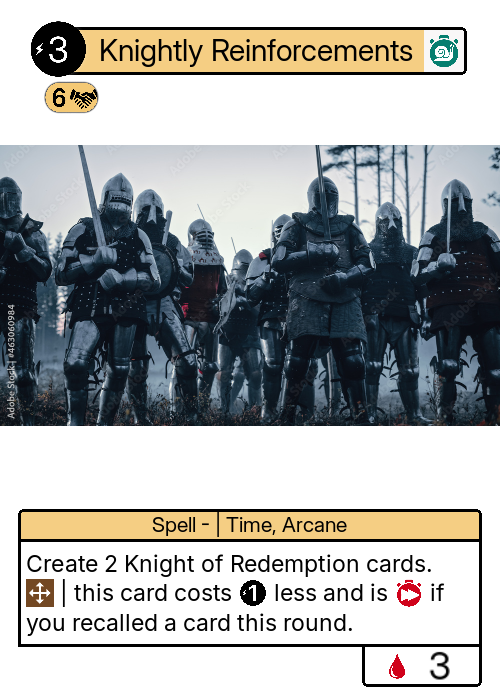 3 Knightly Reinforcements
6
Adobe Stock | #463060984
Spell - | Time, Arcane
Create 2 Knight of Redemption cards.
| this card costs 1 less and is if
you recalled a card this round.
3